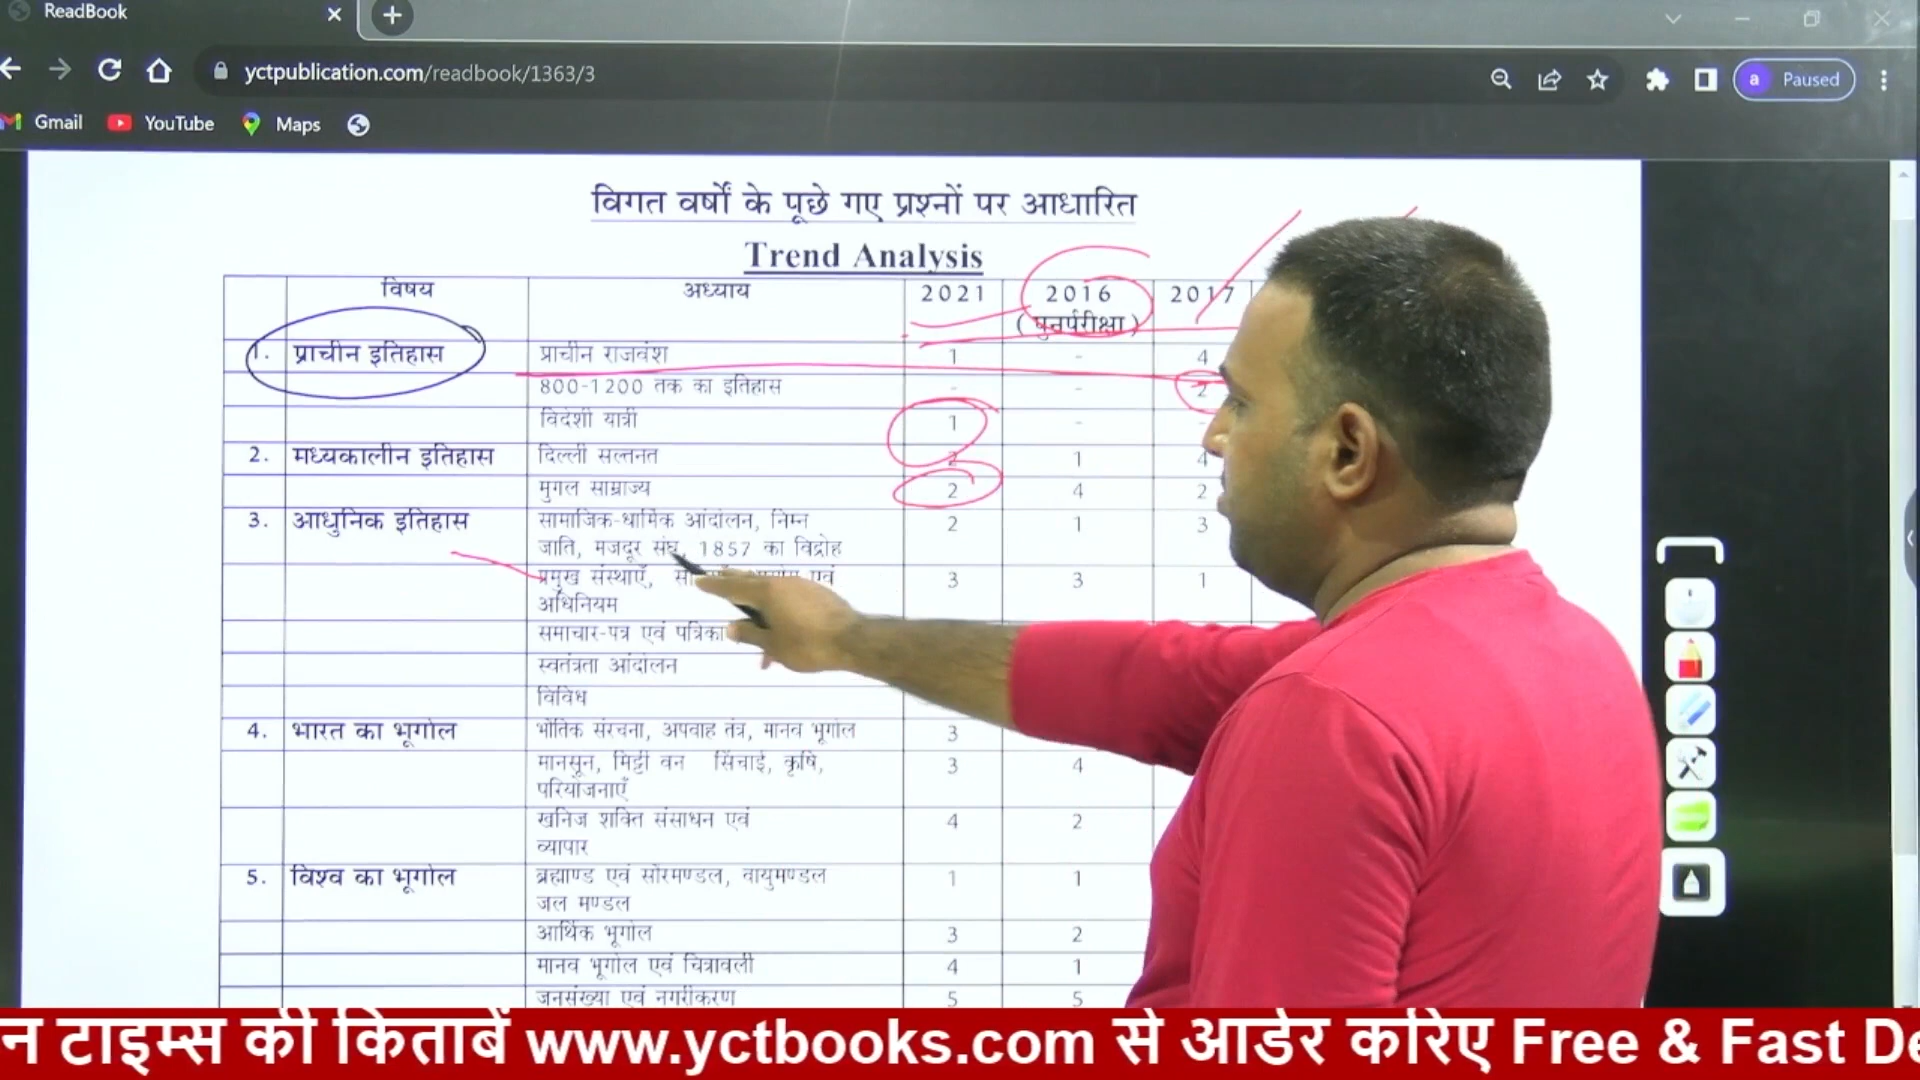 ReadBook
yctpublication.com/readbook/1363/3
a Paused
Gmail YouTube Maps
विगत वर्षों के पूछे गए प्रश्नों पर आधारित
Trend Analysis
विषय अध्याय 2021 2016 2017
(पुनर्परीक्षा)
1. प्राचीन इतिहास प्राचीन राजवंश 1 - 4
800-1200 तक का इतिहास - - 2
विदेशी यात्री 1 - -
2. मध्यकालीन इतिहास दिल्ली सल्तनत 2 1 4
मुगल साम्राज्य 2 4 2
3. आधुनिक इतिहास सामाजिक-धार्मिक आंदोलन, निम्न 2 1 3
जाति, मजदूर संघ, 1857 का विद्रोह
प्रमुख संस्थाएँ, एवं 3 3 1
अधिनियम
समाचार-पत्र एवं पत्रिका
स्वतंत्रता आंदोलन
विविध
4. भारत का भूगोल भौतिक संरचना, अपवाह तंत्र, मानव भूगोल 3
मानसून, मिट्टी वन सिंचाई, कृषि, 3 4
परियोजनाएँ
खनिज शक्ति संसाधन एवं 4 2
व्यापार
5. विश्व का भूगोल ब्रह्माण्ड एवं सौरमण्डल, वायुमण्डल 1 1
जल मण्डल
आर्थिक भूगोल 3 2
मानव भूगोल एवं चित्रावली 4 1
जनसंख्या एवं नगरीकरण 5 5
न टाइम्स की किताबें www.yctbooks.com से आर्डर करिए Free & Fast De